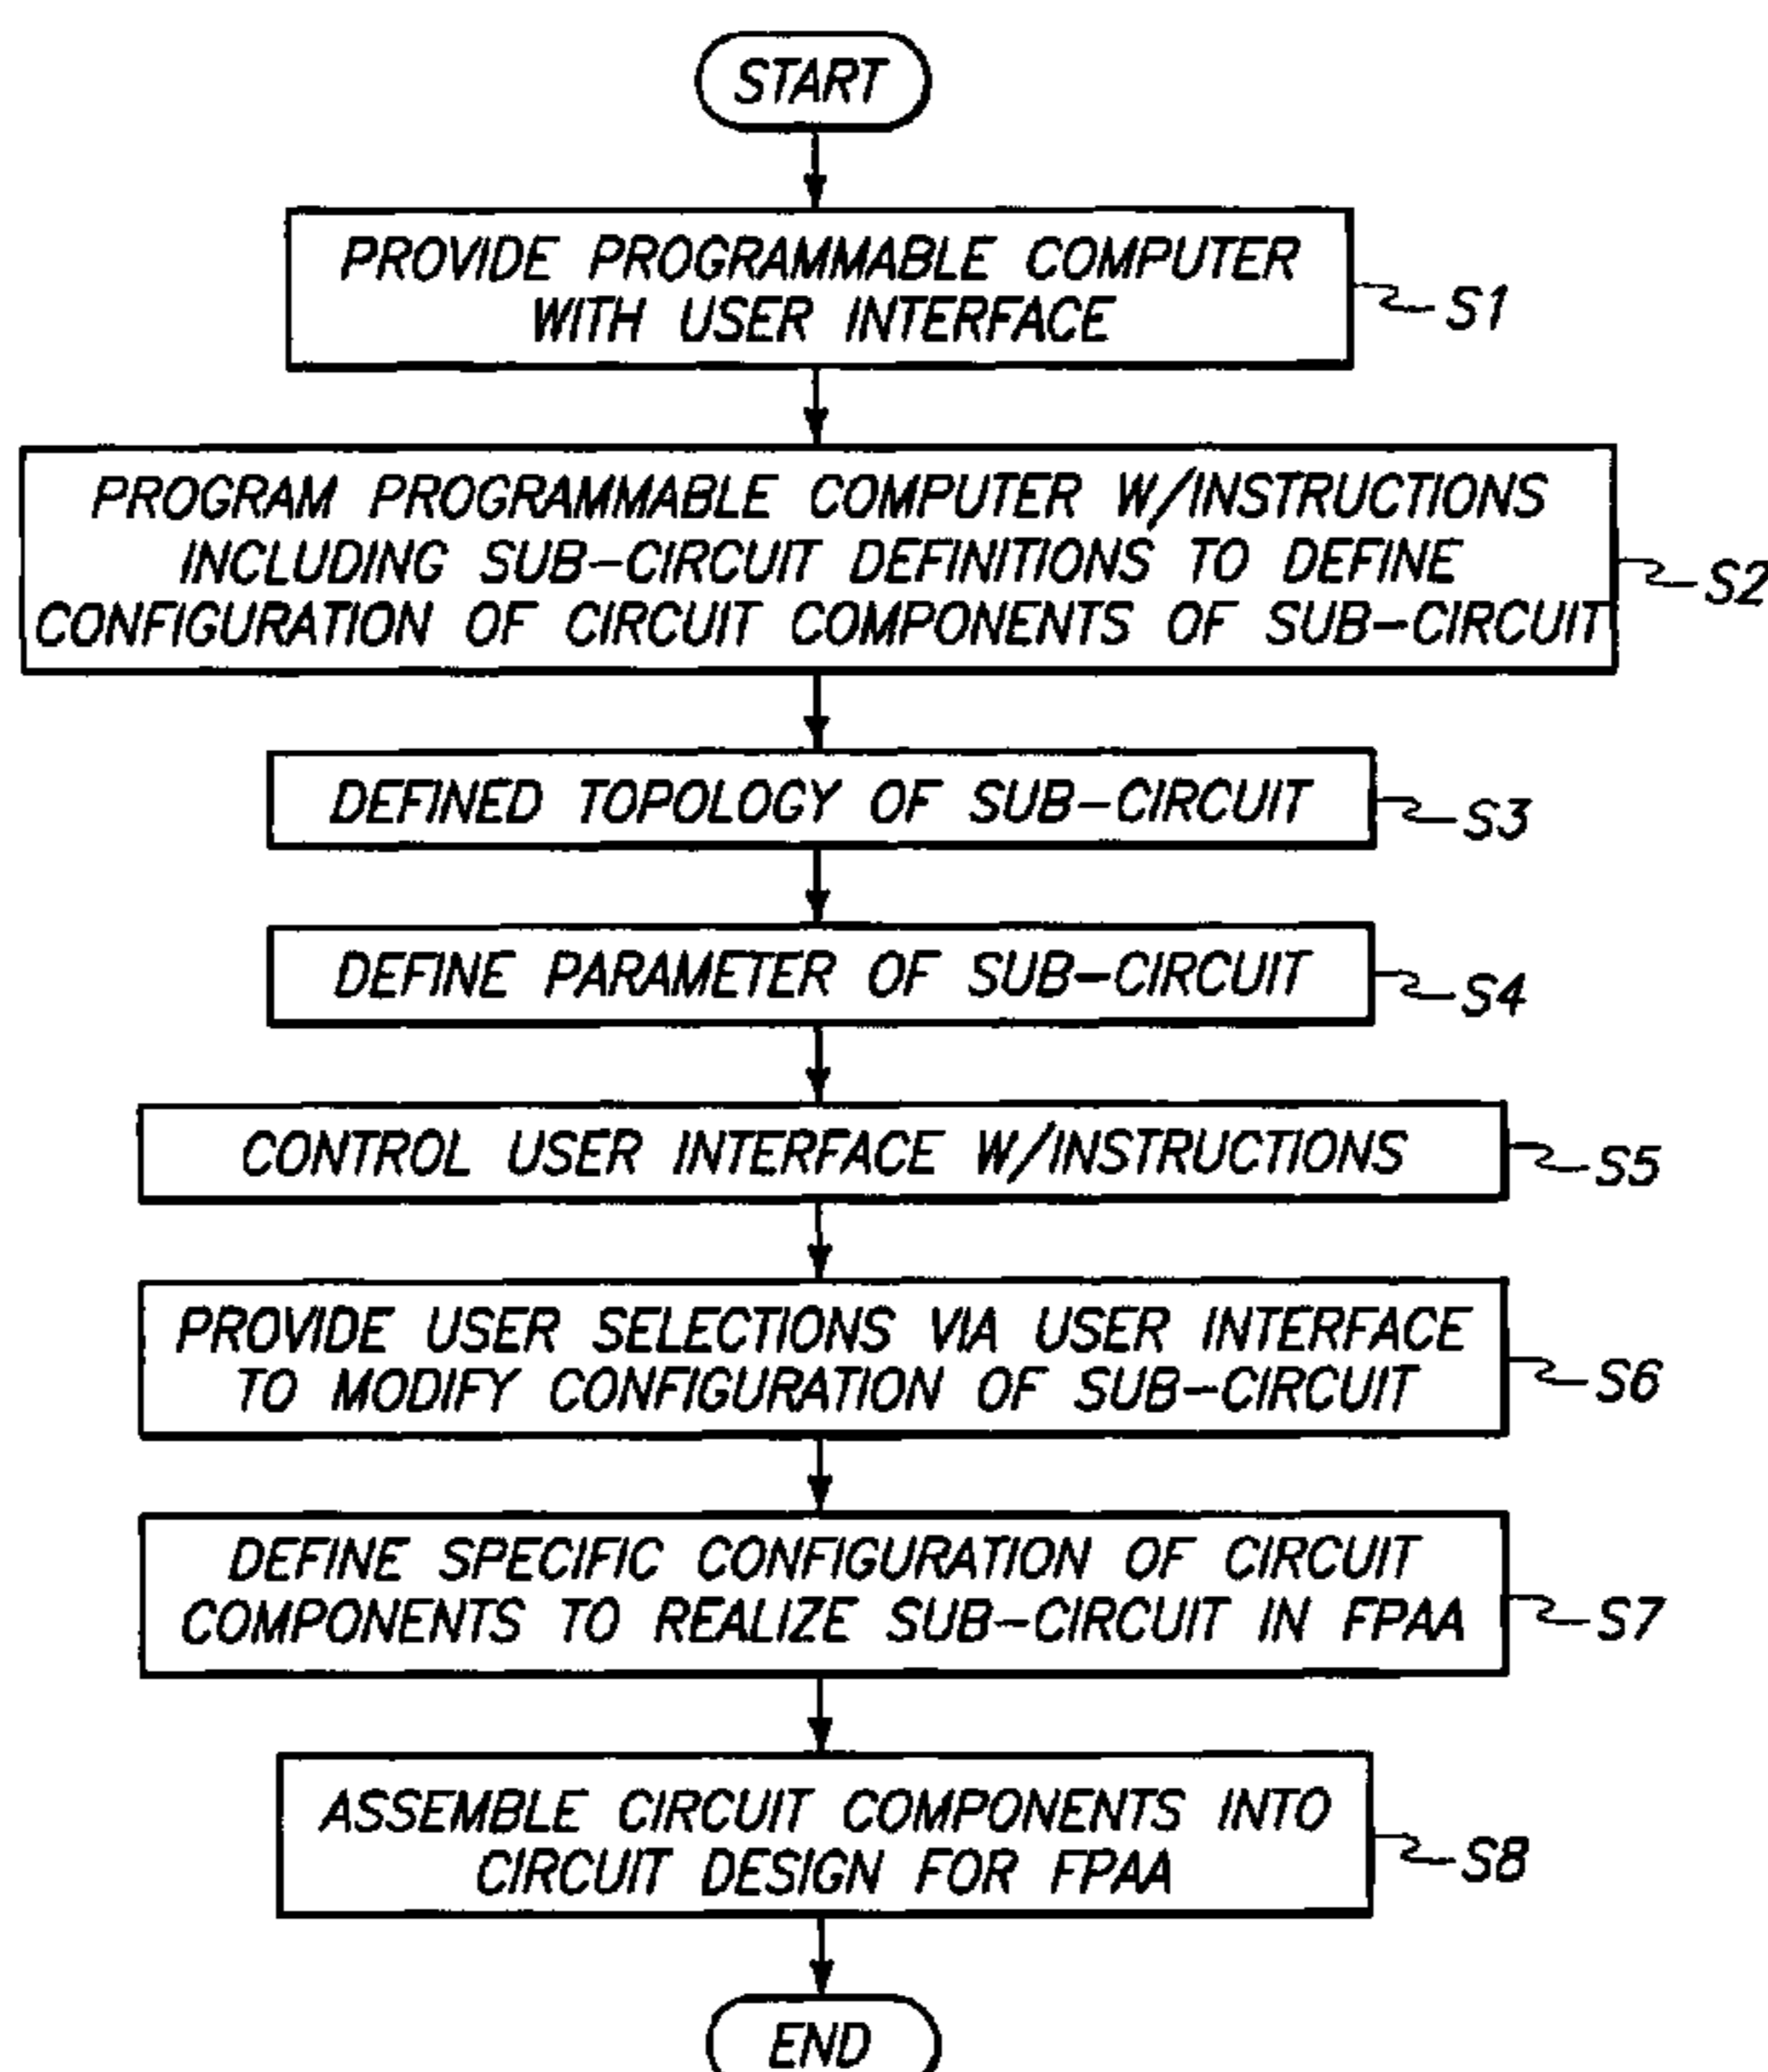 START
PROVIDE PROGRAMMABLE COMPUTER
WITH USER INTERFACE
S1
PROGRAM PROGRAMMABLE COMPUTER W/INSTRUCTIONS
INCLUDING SUB-CIRCUIT DEFINITIONS TO DEFINE
CONFIGURATION OF CIRCUIT COMPONENTS OF SUB-CIRCUIT
S2
DEFINED TOPOLOGY OF SUB-CIRCUIT
S3
DEFINE PARAMETER OF SUB-CIRCUIT
S4
CONTROL USER INTERFACE W/INSTRUCTIONS
S5
PROVIDE USER SELECTIONS VIA USER INTERFACE
TO MODIFY CONFIGURATION OF SUB-CIRCUIT
S6
DEFINE SPECIFIC CONFIGURATION OF CIRCUIT
COMPONENTS TO REALIZE SUB-CIRCUIT IN FPAA
S7
ASSEMBLE CIRCUIT COMPONENTS INTO
CIRCUIT DESIGN FOR FPAA
S8
END